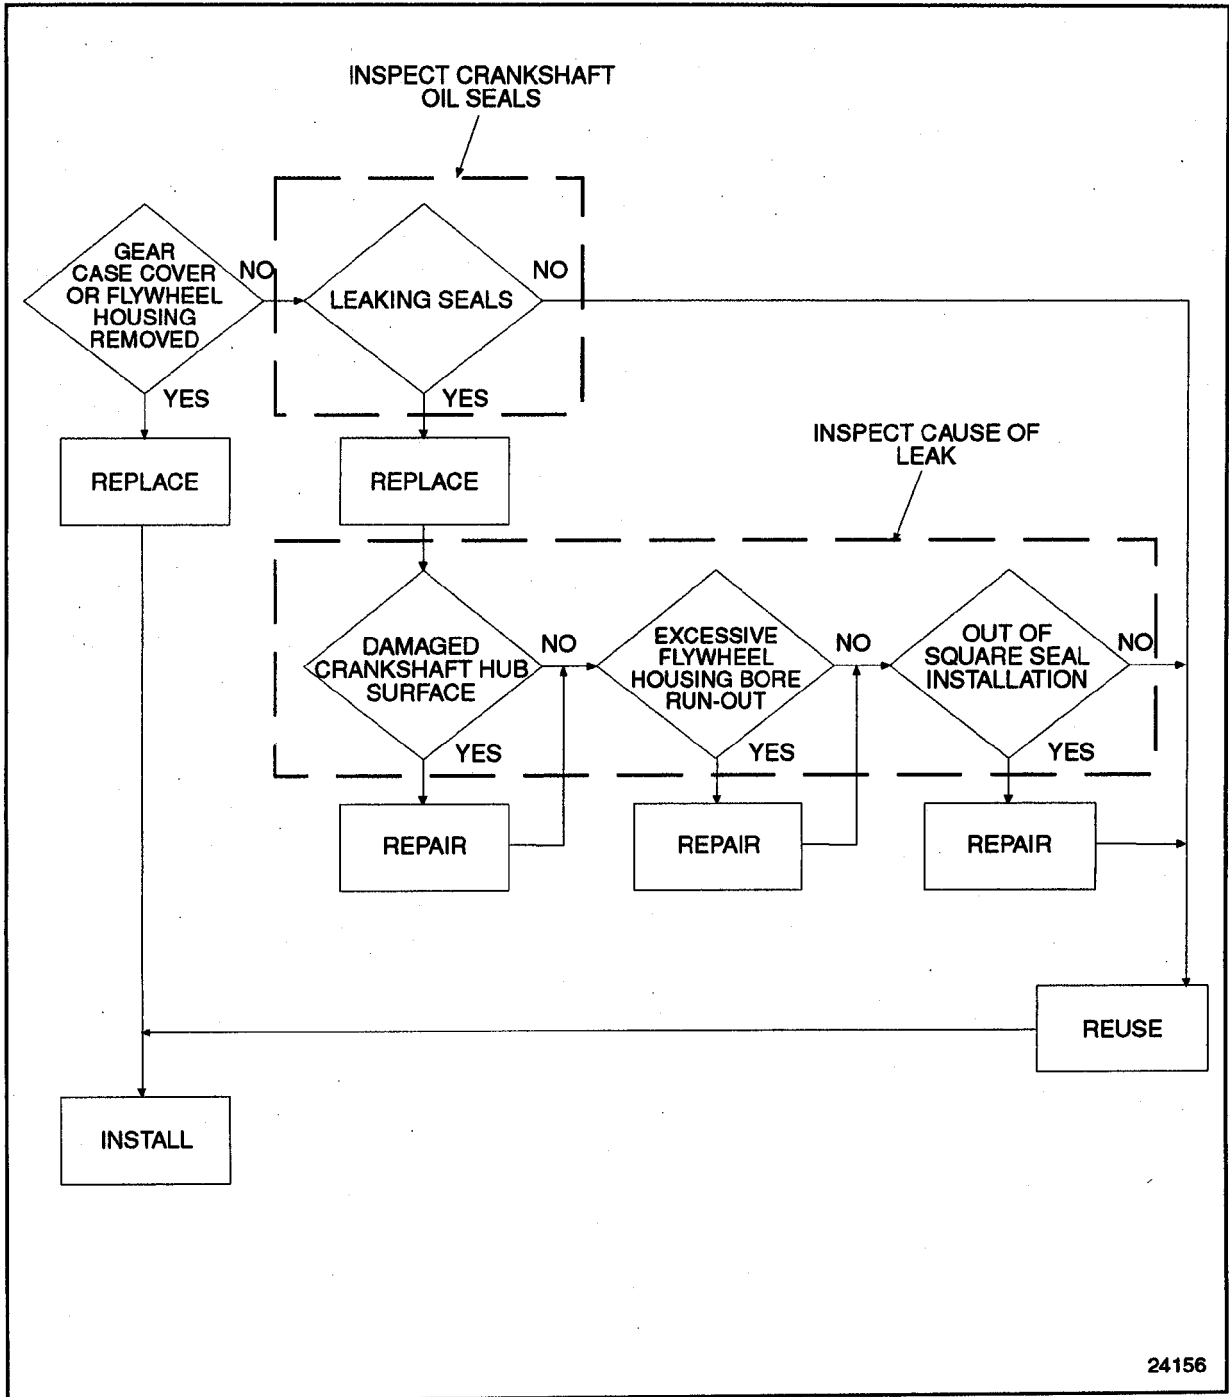 INSPECT CRANKSHAFT
OIL SEALS
GEAR
CASE COVER
OR FLYWHEEL
HOUSING
REMOVED
NO
YES
LEAKING SEALS
NO
YES
REPLACE
REPLACE
INSPECT CAUSE OF
LEAK
DAMAGED
CRANKSHAFT HUB
SURFACE
NO
YES
EXCESSIVE
FLYWHEEL
HOUSING BORE
RUN-OUT
NO
YES
OUT OF
SQUARE SEAL
INSTALLATION
NO
YES
REPAIR
REPAIR
REPAIR
REUSE
INSTALL
24156